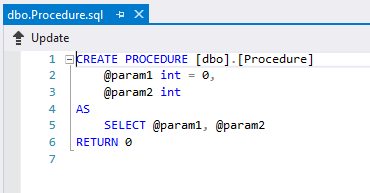 dbo.Procedure.sql
Update
1 CREATE PROCEDURE [dbo].[Procedure]
2 @param1 int = 0,
3 @param2 int
4 AS
5 SELECT @param1, @param2
6 RETURN 0
7